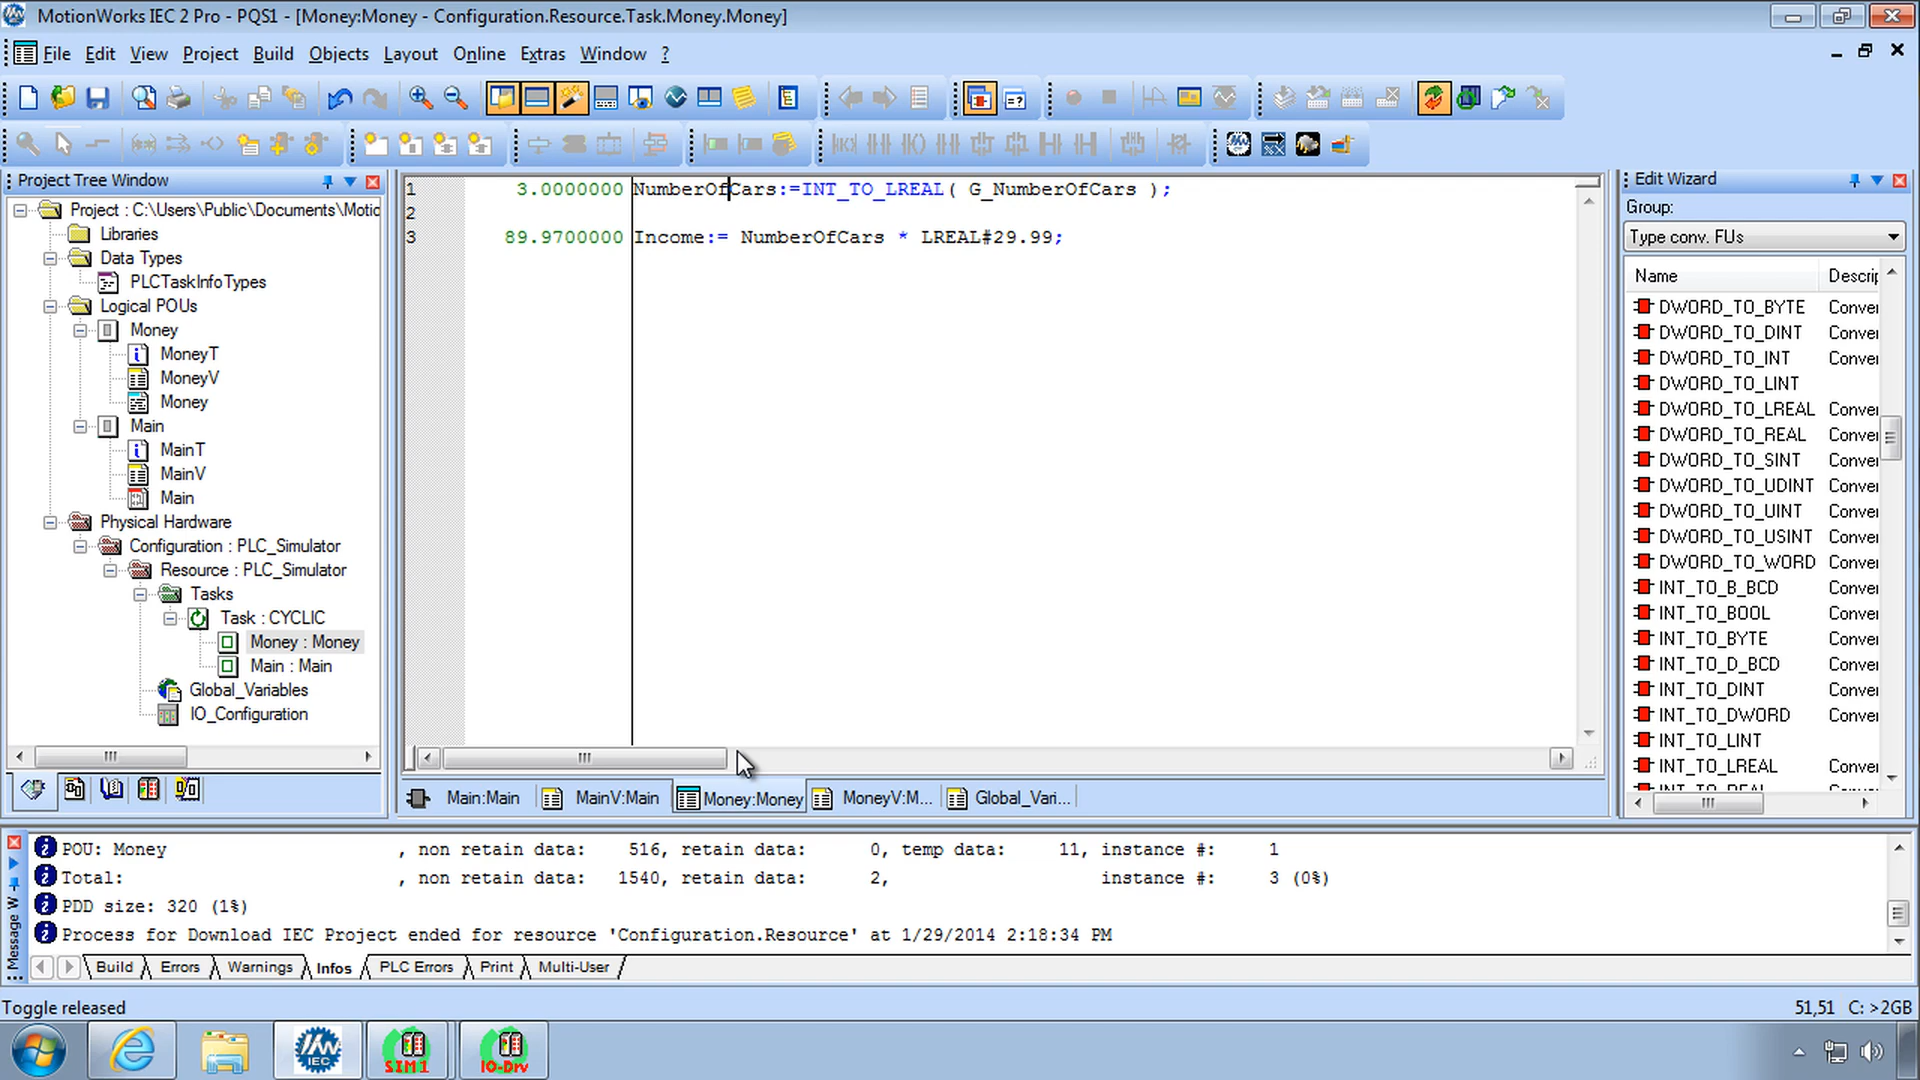 MotionWorks IEC 2 Pro - PQS1 - [Money:Money - Configuration.Resource.Task.Money.Money]
File Edit View Project Build Objects Layout Online Extras Window ?
Project Tree Window
Project : C:\Users\Public\Documents\Motic
Libraries
Data Types
PLCTaskInfoTypes
Logical POUs
Money
MoneyT
MoneyV
Money
Main
MainT
MainV
Main
Physical Hardware
Configuration : PLC_Simulator
Resource : PLC_Simulator
Tasks
Task : CYCLIC
Money : Money
Main : Main
Global_Variables
IO_Configuration
1 3.0000000 NumberOfCars:=INT_TO_LREAL( G_NumberOfCars );
2
3 89.9700000 Income:= NumberOfCars * LREAL#29.99;
Main:Main MainV:Main Money:Money MoneyV:M... Global_Vari...
Edit Wizard
Group:
Type conv. FUs
Name Descrip
DWORD_TO_BYTE Conver
DWORD_TO_DINT Conver
DWORD_TO_INT Conver
DWORD_TO_LINT
DWORD_TO_LREAL Conver
DWORD_TO_REAL Conver
DWORD_TO_SINT Conver
DWORD_TO_UDINT Conver
DWORD_TO_UINT Conver
DWORD_TO_USINT Conver
DWORD_TO_WORD Conver
INT_TO_B_BCD Conver
INT_TO_BOOL Conver
INT_TO_BYTE Conver
INT_TO_D_BCD Conver
INT_TO_DINT Conver
INT_TO_DWORD Conver
INT_TO_LINT
INT_TO_LREAL Conver
Message W
POU: Money , non retain data: 516, retain data: 0, temp data: 11, instance #: 1
Total: , non retain data: 1540, retain data: 2, instance #: 3 (0%)
PDD size: 320 (1%)
Process for Download IEC Project ended for resource 'Configuration.Resource' at 1/29/2014 2:18:34 PM
Build Errors Warnings Infos PLC Errors Print Multi-User
Toggle released
51,51 C: >2GB
IEC
SIM1
IO-Drv